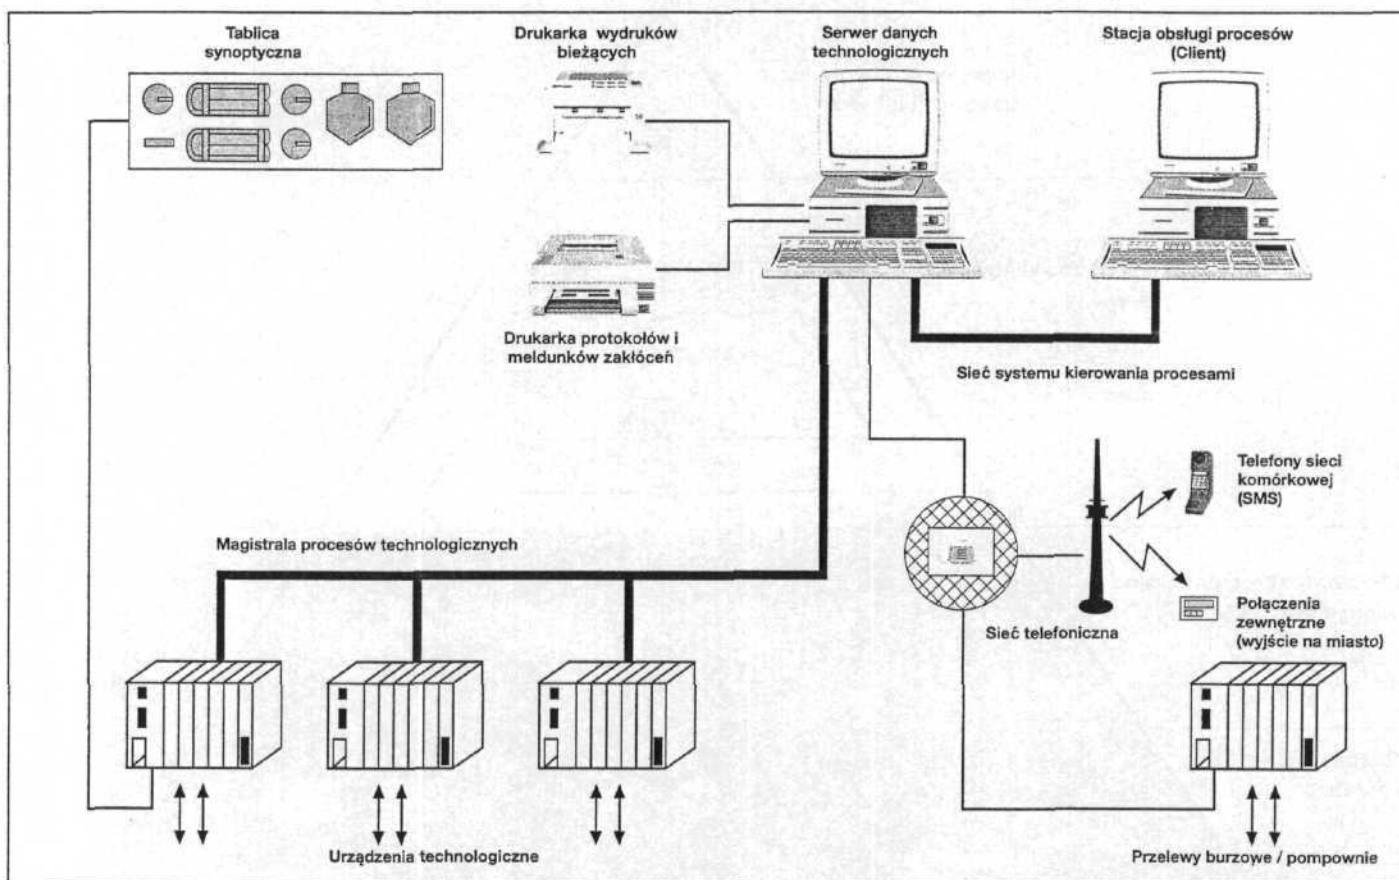 Tablica
synoptyczna
Drukarka wydruków
bieżących
Serwer danych
technologicznych
Stacja obsługi procesów
(Client)
Drukarka protokołów i
meldunków zakłóceń
Sieć systemu kierowania procesami
Telefony sieci
komórkowej
(SMS)
Magistrala procesów technologicznych
Sieć telefoniczna
Połączenia
zewnętrzne
(wyjście na miasto)
Urządzenia technologiczne
Przelewy burzowe / pompownie